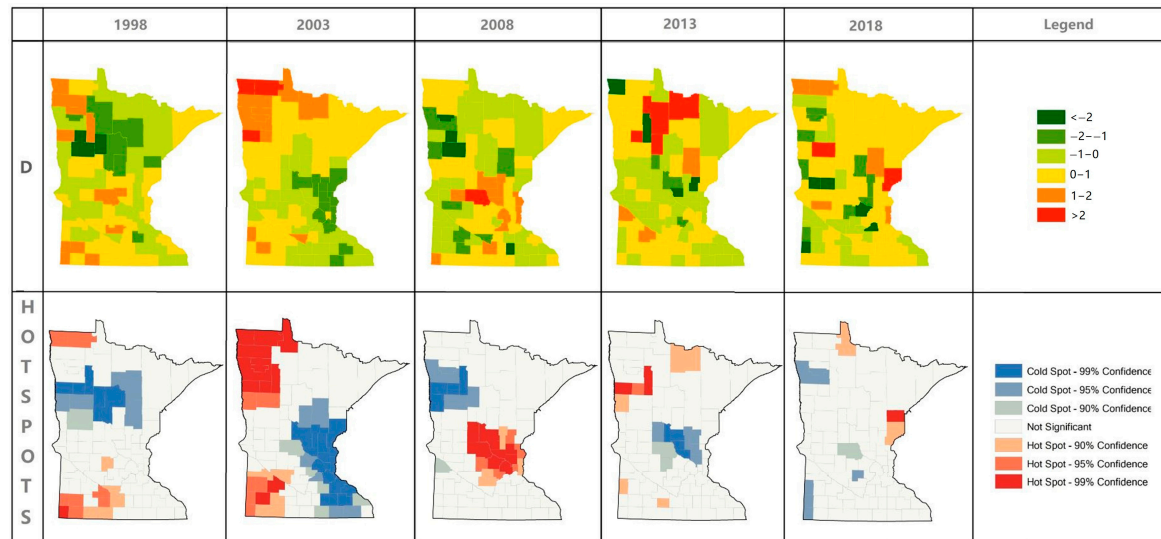 1998 2003 2008 2013 2018 Legend
D
<-2
-2--1
-1-0
0-1
1-2
>2
HOTSPOTS
Cold Spot - 99% Confidence
Cold Spot - 95% Confidence
Cold Spot - 90% Confidence
Not Significant
Hot Spot - 90% Confidence
Hot Spot - 95% Confidence
Hot Spot - 99% Confidence